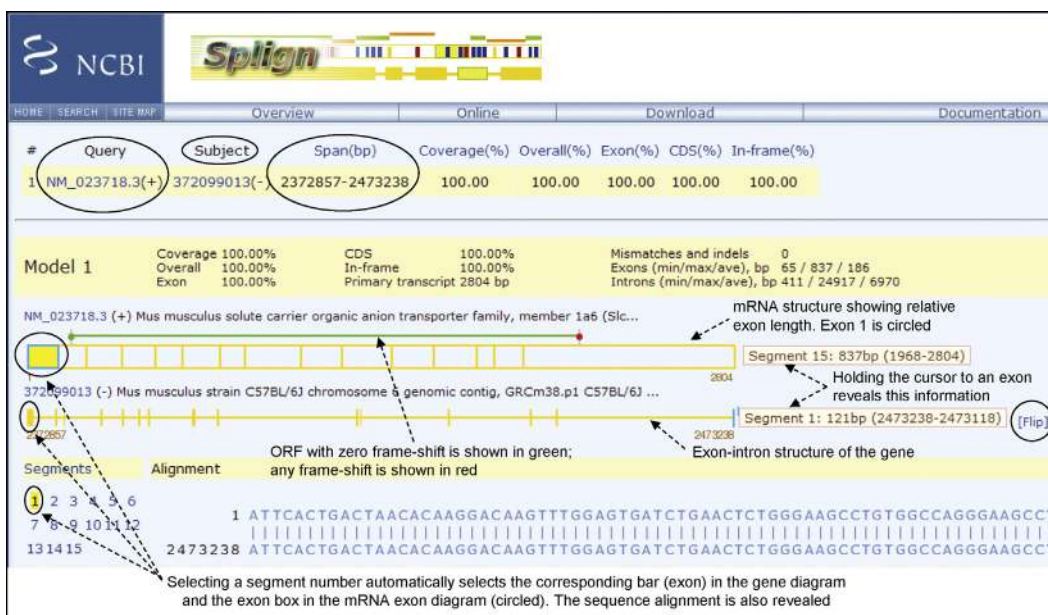 NCBI
Splign
HOME SEARCH SITE MAP Overview Online Download Documentation
# Query Subject Span(bp) Coverage(%) Overall(%) Exon(%) CDS(%) In-frame(%)
1 NM_023718.3(+) 372099013(-) 2372857-2473238 100.00 100.00 100.00 100.00 100.00
Model 1
Coverage 100.00% CDS 100.00% Mismatches and indels 0
Overall 100.00% In-frame 100.00% Exons (min/max/ave), bp 65 / 837 / 186
Exon 100.00% Primary transcript 2804 bp Introns (min/max/ave), bp 411 / 24917 / 6970
mRNA structure showing relative
exon length. Exon 1 is circled
NM_023718.3 (+) Mus musculus solute carrier organic anion transporter family, member 1a6 (Slc...
Segment 15: 837bp (1968-2804)
2804
Holding the cursor to an exon
reveals this information
372099013 (-) Mus musculus strain C57BL/6J chromosome 6 genomic contig, GRCm38.p1 C57BL/6J ...
Segment 1: 121bp (2473238-2473118) [Flip]
2372857 2473238
ORF with zero frame-shift is shown in green;
any frame-shift is shown in red
Exon-intron structure of the gene
Segments Alignment
1 2 3 4 5 6
7 8 9 10 11 12
13 14 15
1 ATTCACTGACTAACACAAGGACAAGTTTGGAGTGATCTGAACTCTGGGAAGCCTGTGGCCAGGGAAGCC
2473238 ATTCACTGACTAACACAAGGACAAGTTTGGAGTGATCTGAACTCTGGGAAGCCTGTGGCCAGGGAAGCC
Selecting a segment number automatically selects the corresponding bar (exon) in the gene diagram
and the exon box in the mRNA exon diagram (circled). The sequence alignment is also revealed